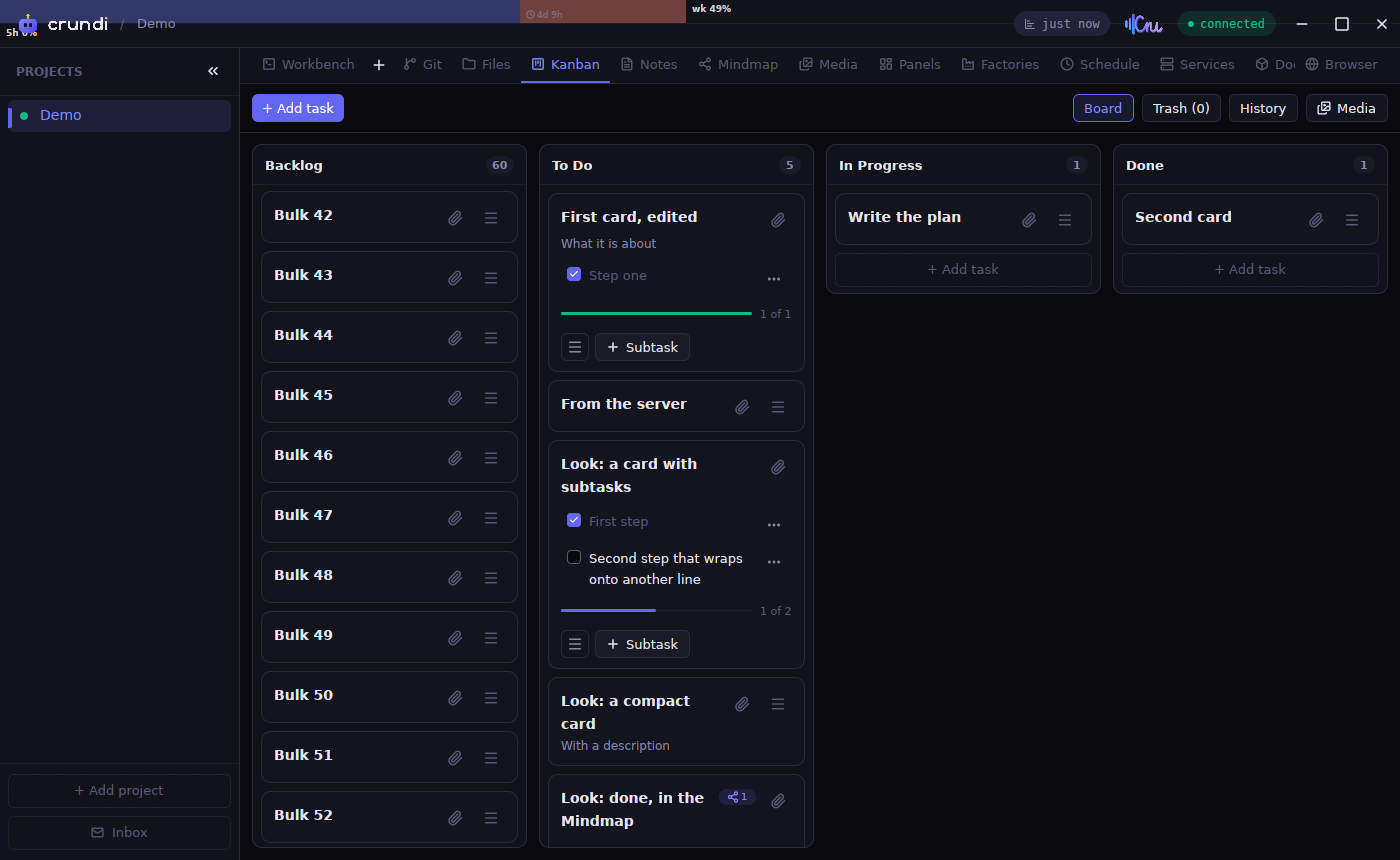 4d 9h
wk 49%
crundi / Demo
just now
Cru
connected
PROJECTS
Workbench
Git
Files
Kanban
Notes
Mindmap
Media
Panels
Factories
Schedule
Services
Browser
Demo
+ Add task
Board
Trash (0)
History
Media
Backlog 60
Bulk 42
Bulk 43
Bulk 44
Bulk 45
Bulk 46
Bulk 47
Bulk 48
Bulk 49
Bulk 50
Bulk 51
Bulk 52
To Do 5
First card, edited
What it is about
Step one
1 of 1
+ Subtask
From the server
Look: a card with
subtasks
First step
Second step that wraps
onto another line
1 of 2
+ Subtask
Look: a compact
card
With a description
Look: done, in the
Mindmap
1
In Progress 1
Write the plan
+ Add task
Done 1
Second card
+ Add task
+ Add project
Inbox